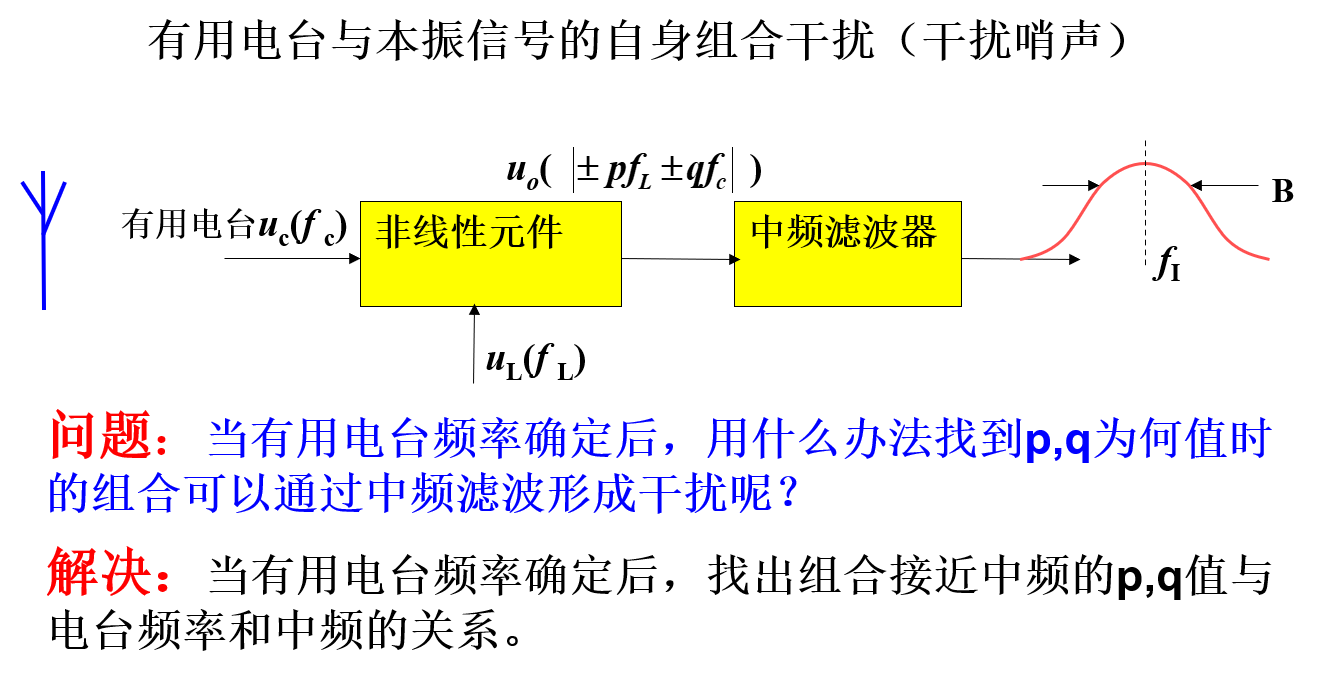 有用电台与本振信号的自身组合干扰（干扰哨声）
u_o( |± pf_L ± qf_c| )
有用电台u_c(f_c)
非线性元件
中频滤波器
B
f_I
u_L(f_L)
问题：当有用电台频率确定后，用什么办法找到p,q为何值时
的组合可以通过中频滤波形成干扰呢？
解决：当有用电台频率确定后，找出组合接近中频的p,q值与
电台频率和中频的关系。